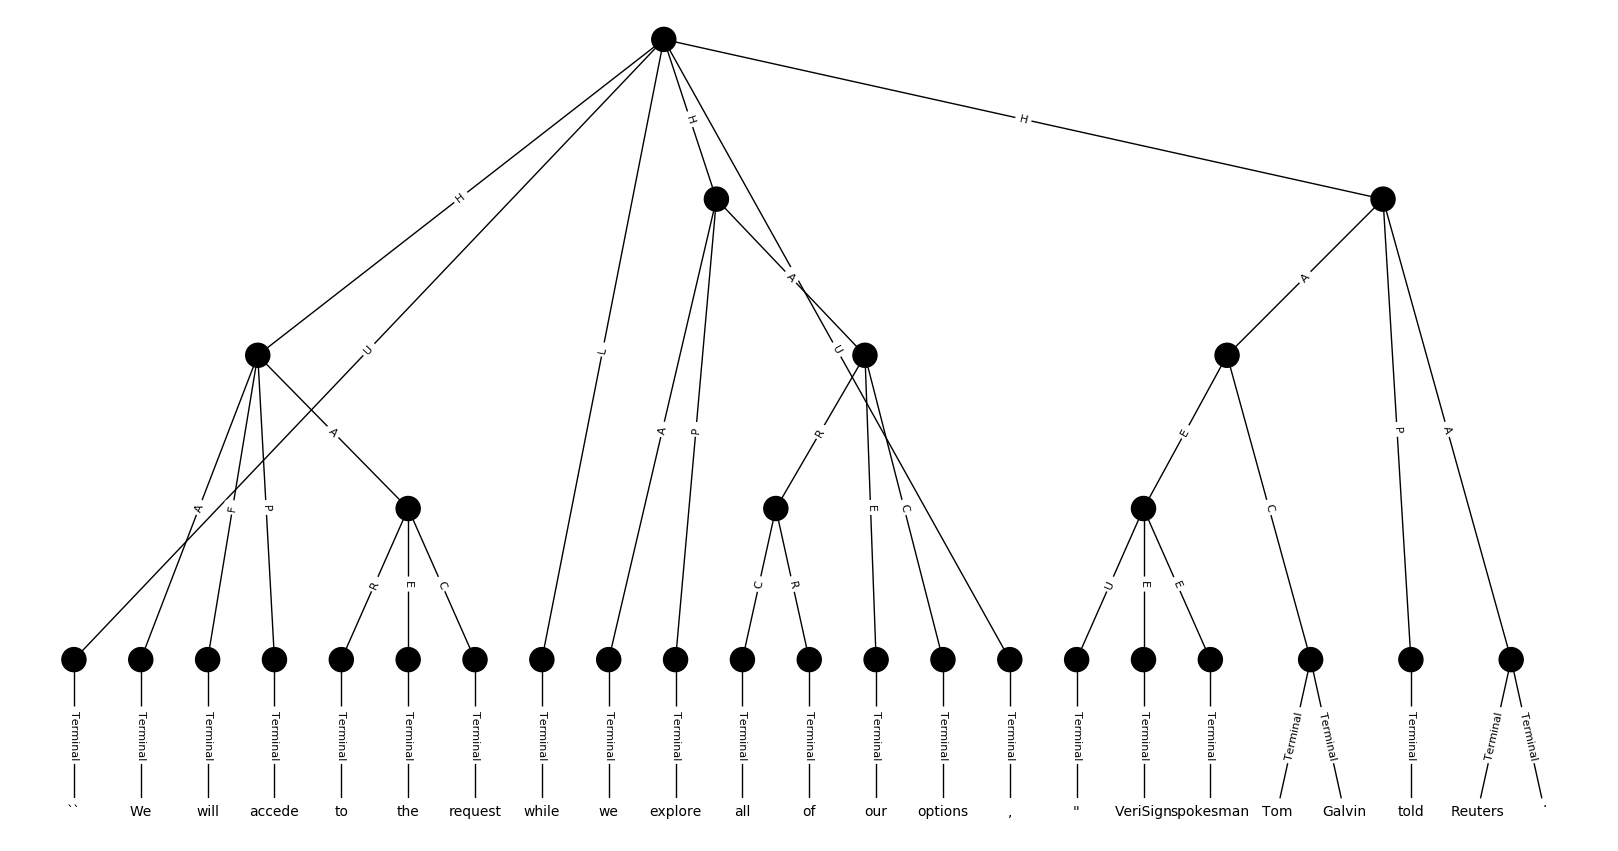 H
H
H
A
A
U
L
U
A
P
A
R
E
P
A
A
F
P
E
C
C
R
E
C
C
R
U
E
E
Terminal Terminal Terminal Terminal Terminal Terminal Terminal Terminal Terminal Terminal Terminal Terminal Terminal Terminal Terminal Terminal Terminal Terminal Terminal Terminal Terminal Terminal Terminal
`` We will accede to the request while we explore all of our options , " VeriSign spokesman Tom Galvin told Reuters .